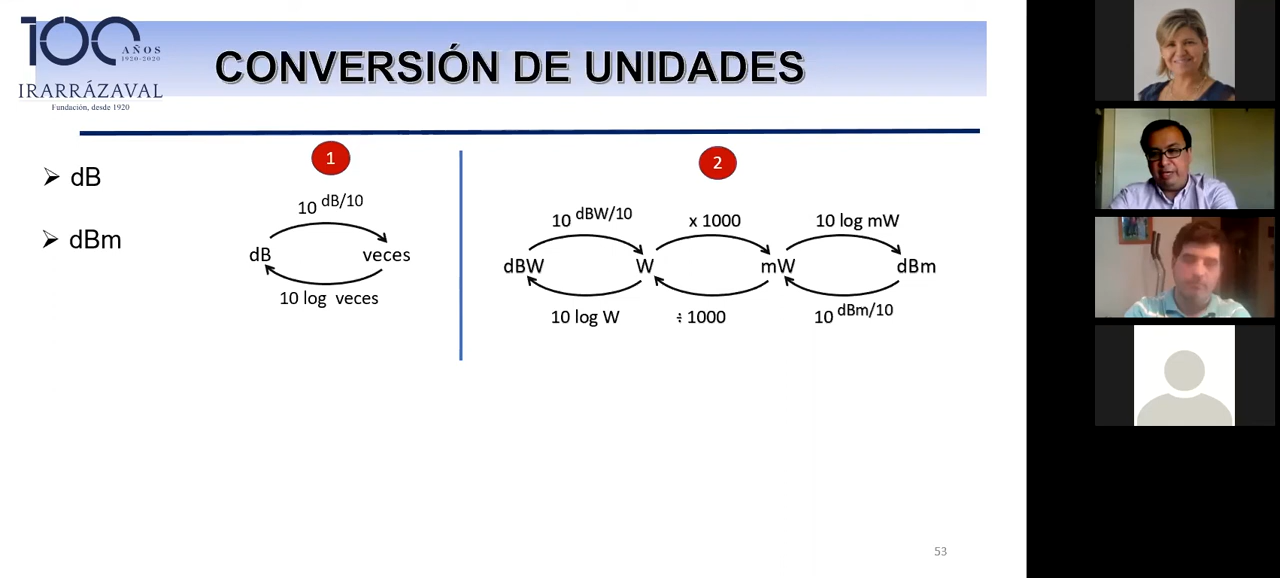 100
AÑOS
1920-2020
IRARRÁZAVAL
Fundación, desde 1920
CONVERSIÓN DE UNIDADES
➢ dB
➢ dBm
1
10 dB/10
dB veces
10 log veces
2
10 dBW/10 x 1000 10 log mW
dBW W mW dBm
10 log W ÷ 1000 10 dBm/10
53